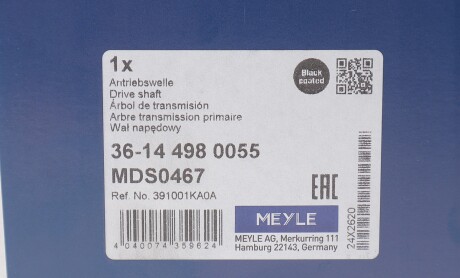 1x
Black
coated
Antriebswelle
Drive shaft
Árbol de transmisión
Arbre transmission primaire
Wał napędowy
36-14 498 0055
MDS0467
Ref. No. 391001KA0A
EAC
MEYLE
MEYLE AG, Merkurring 111
Hamburg 22143, Germany
4 040074 359624
24X2620